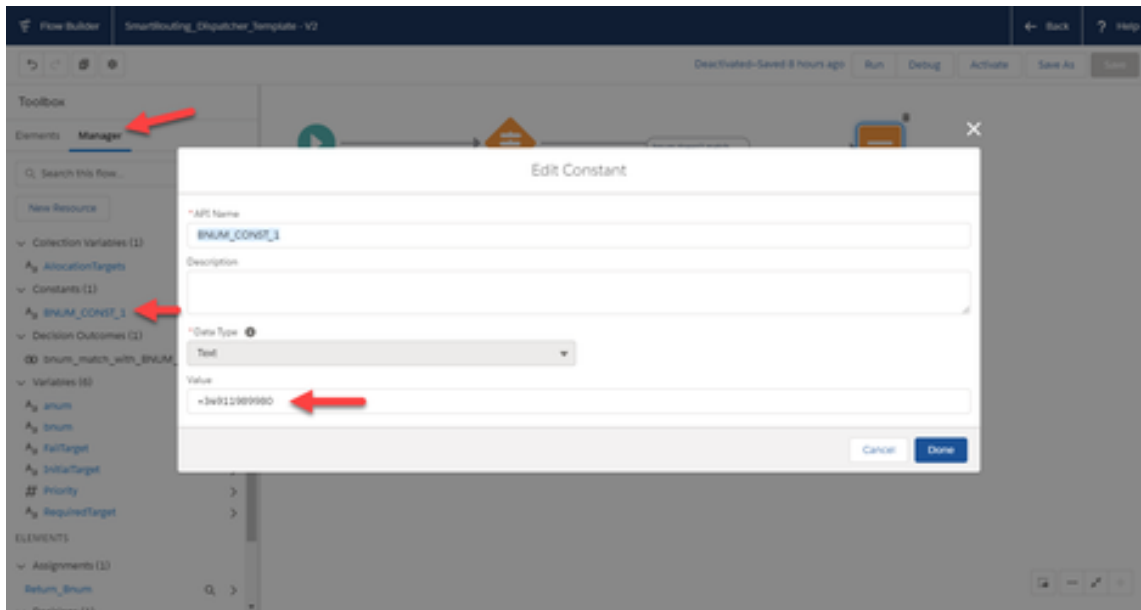 Flow Builder
SmartRouting_Dispatcher_Template - V2
Back
? Help
Deactivated—Saved 8 hours ago
Run
Debug
Activate
Save As
Save
Toolbox
Elements
Manager
Search this flow...
New Resource
Collection Variables (1)
AllocationTargets
Constants (1)
BNUM_CONST_1
Decision Outcomes (1)
bnum_match_with_BNUM_
Variables (6)
anum
bnum
FailTarget
InitialTarget
Priority
RequiredTarget
ELEMENTS
Assignments (1)
Return_Bnum
Edit Constant
*API Name
BNUM_CONST_1
Description
*Data Type
Text
Value
Cancel
Done